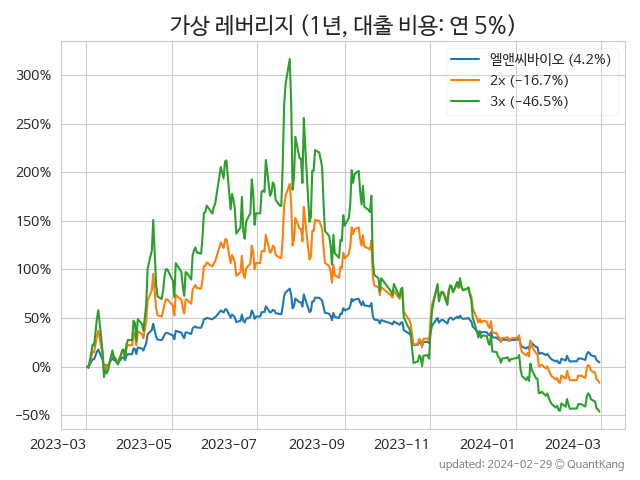 가상 레버리지 (1년, 대출 비용: 연 5%)
엘앤씨바이오 (4.2%)
2x (−16.7%)
3x (−46.5%)
300%
250%
200%
150%
100%
50%
0%
−50%
2023-03 2023-05 2023-07 2023-09 2023-11 2024-01 2024-03
updated: 2024-02-29 ⓒ QuantKang